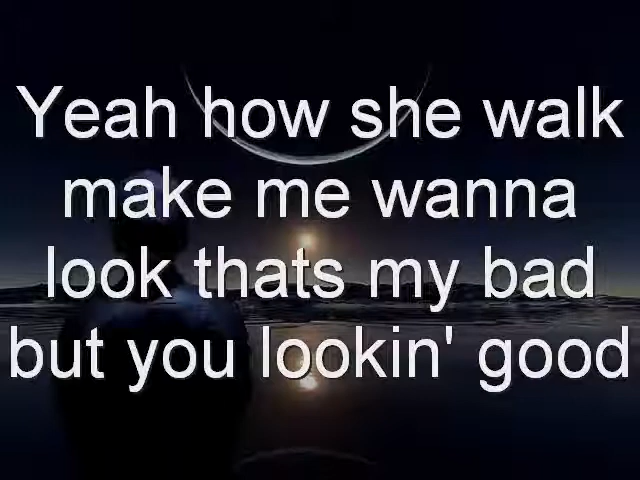 Yeah how she walk
make me wanna
look thats my bad
but you lookin' good